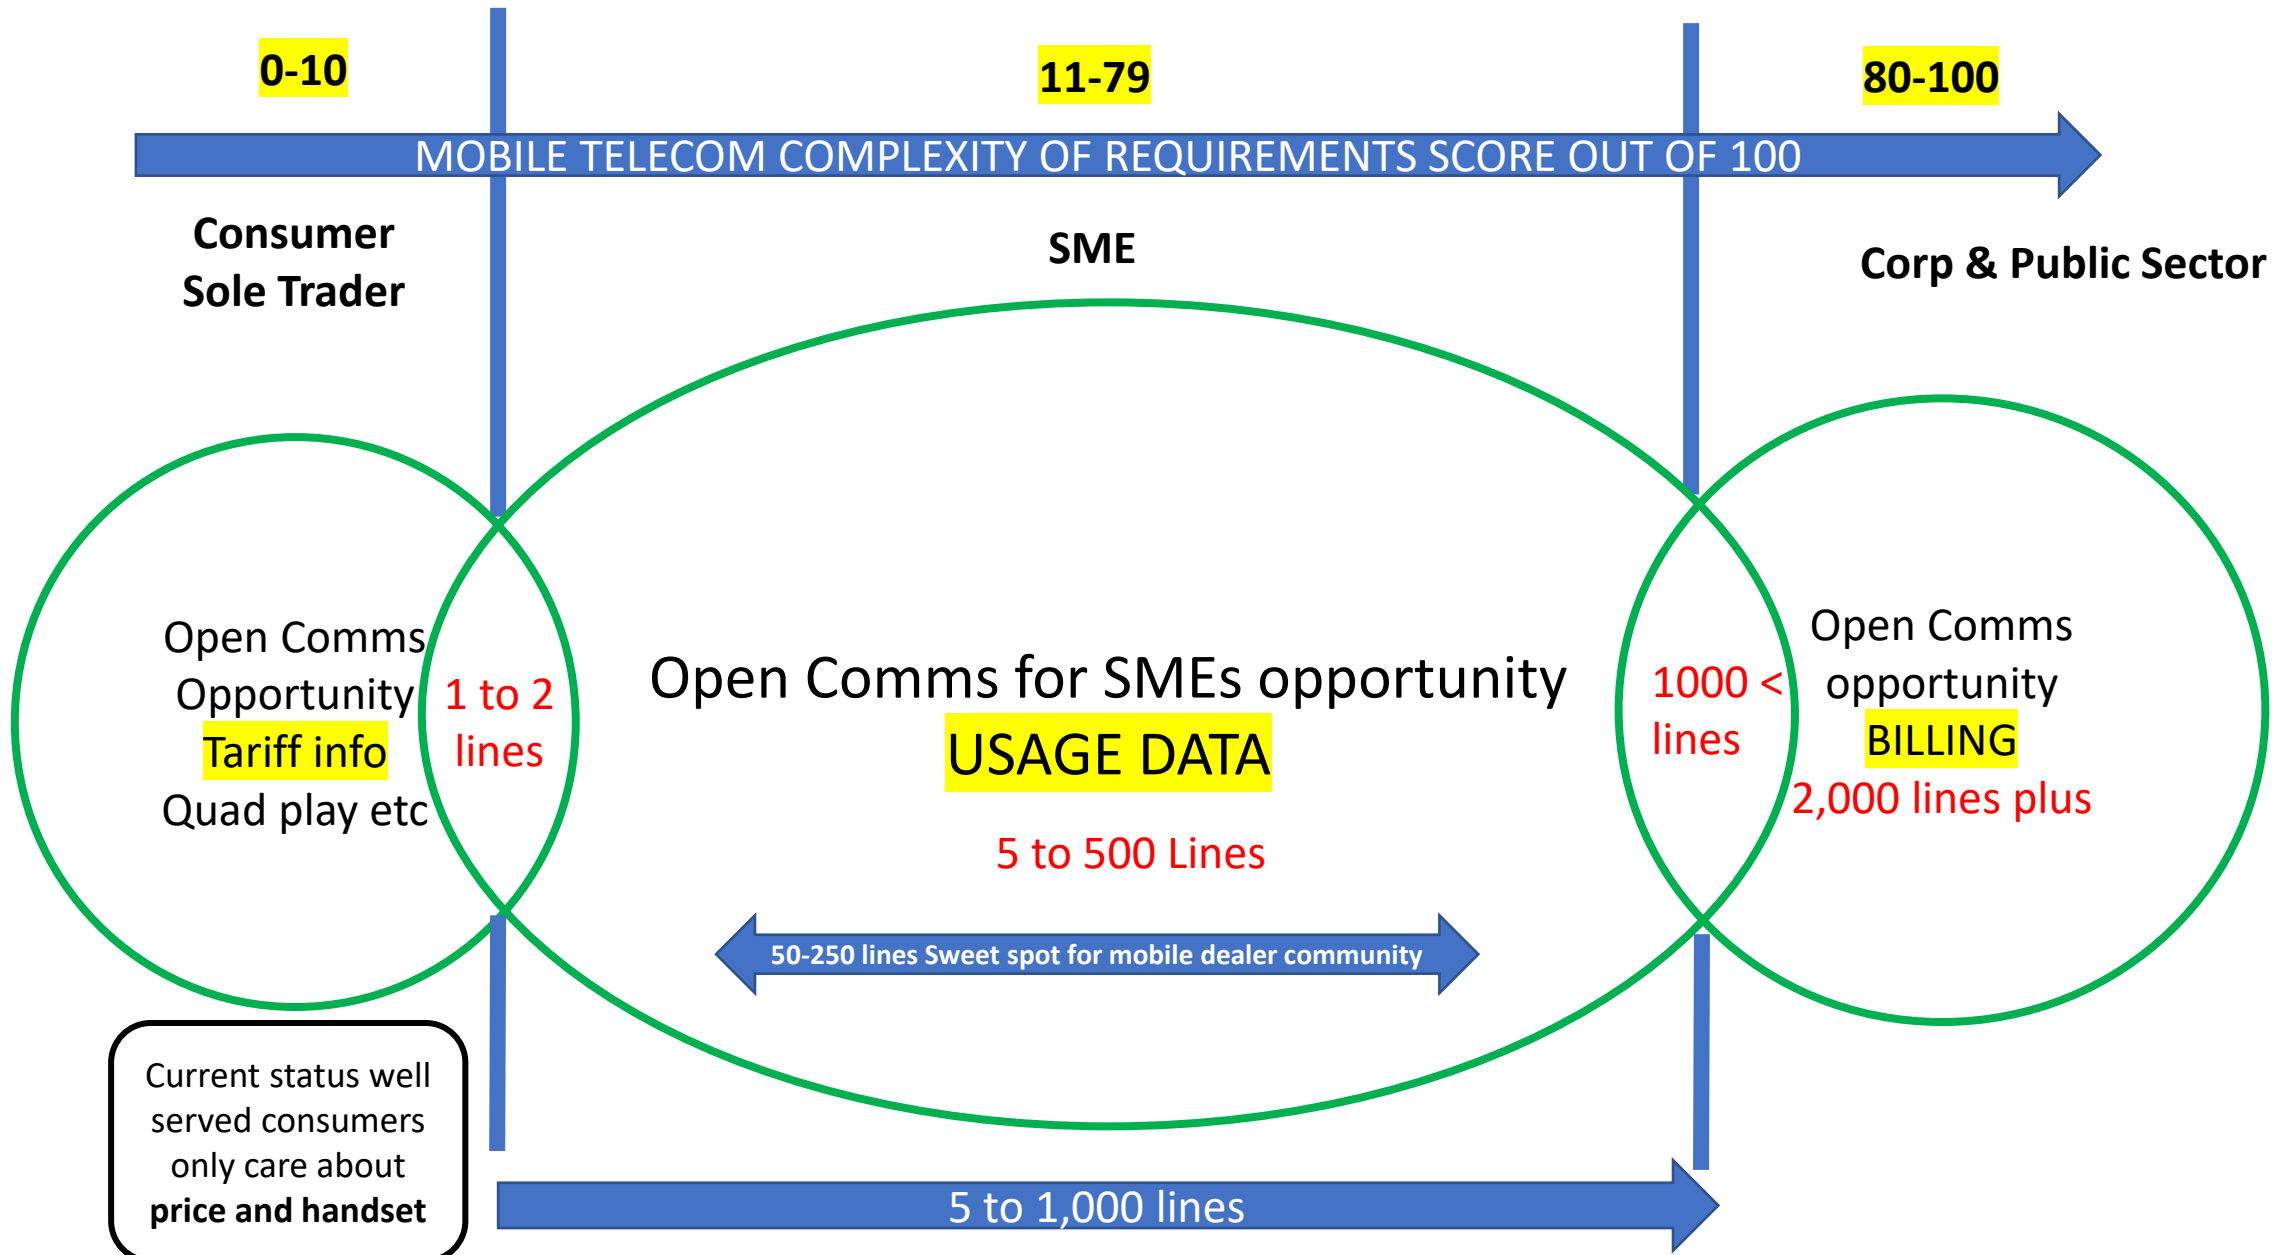 0-10
11-79
80-100
MOBILE TELECOM COMPLEXITY OF REQUIREMENTS SCORE OUT OF 100
Consumer
Sole Trader
SME
Corp & Public Sector
Open Comms
Opportunity
Tariff info
Quad play etc
1 to 2
lines
Open Comms for SMEs opportunity
USAGE DATA
5 to 500 Lines
50-250 lines Sweet spot for mobile dealer community
1000 <
lines
Open Comms
opportunity
BILLING
2,000 lines plus
Current status well
served consumers
only care about
price and handset
5 to 1,000 lines